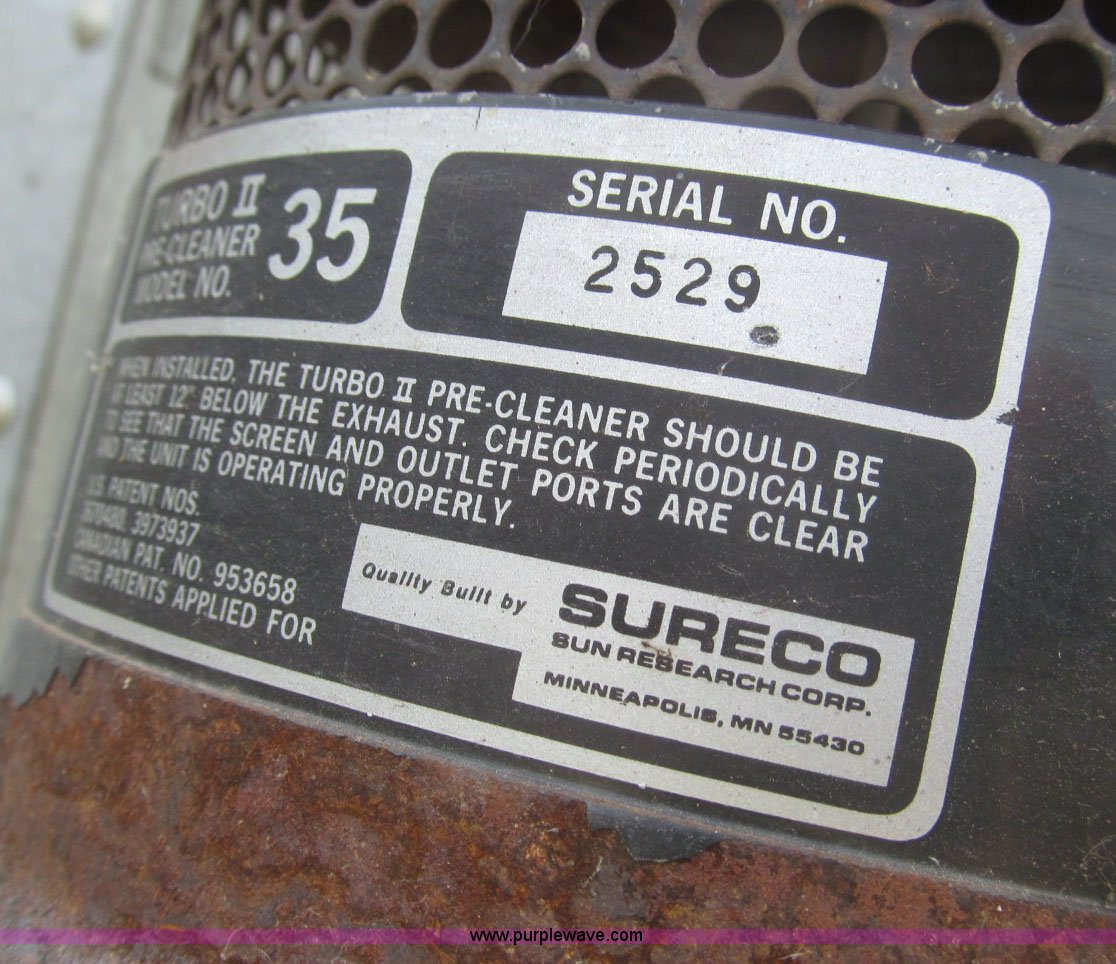 TURBO II
PRE-CLEANER
MODEL NO.
35
SERIAL NO.
2529
WHEN INSTALLED, THE TURBO II PRE-CLEANER SHOULD BE
AT LEAST 12" BELOW THE EXHAUST. CHECK PERIODICALLY
TO SEE THAT THE SCREEN AND OUTLET PORTS ARE CLEAR
AND THE UNIT IS OPERATING PROPERLY.
U.S. PATENT NOS.
3973937
CANADIAN PAT. NO. 953658
OTHER PATENTS APPLIED FOR
Quality Built by
SURECO
SUN RESEARCH CORP.
MINNEAPOLIS, MN 55430
www.purplewave.com